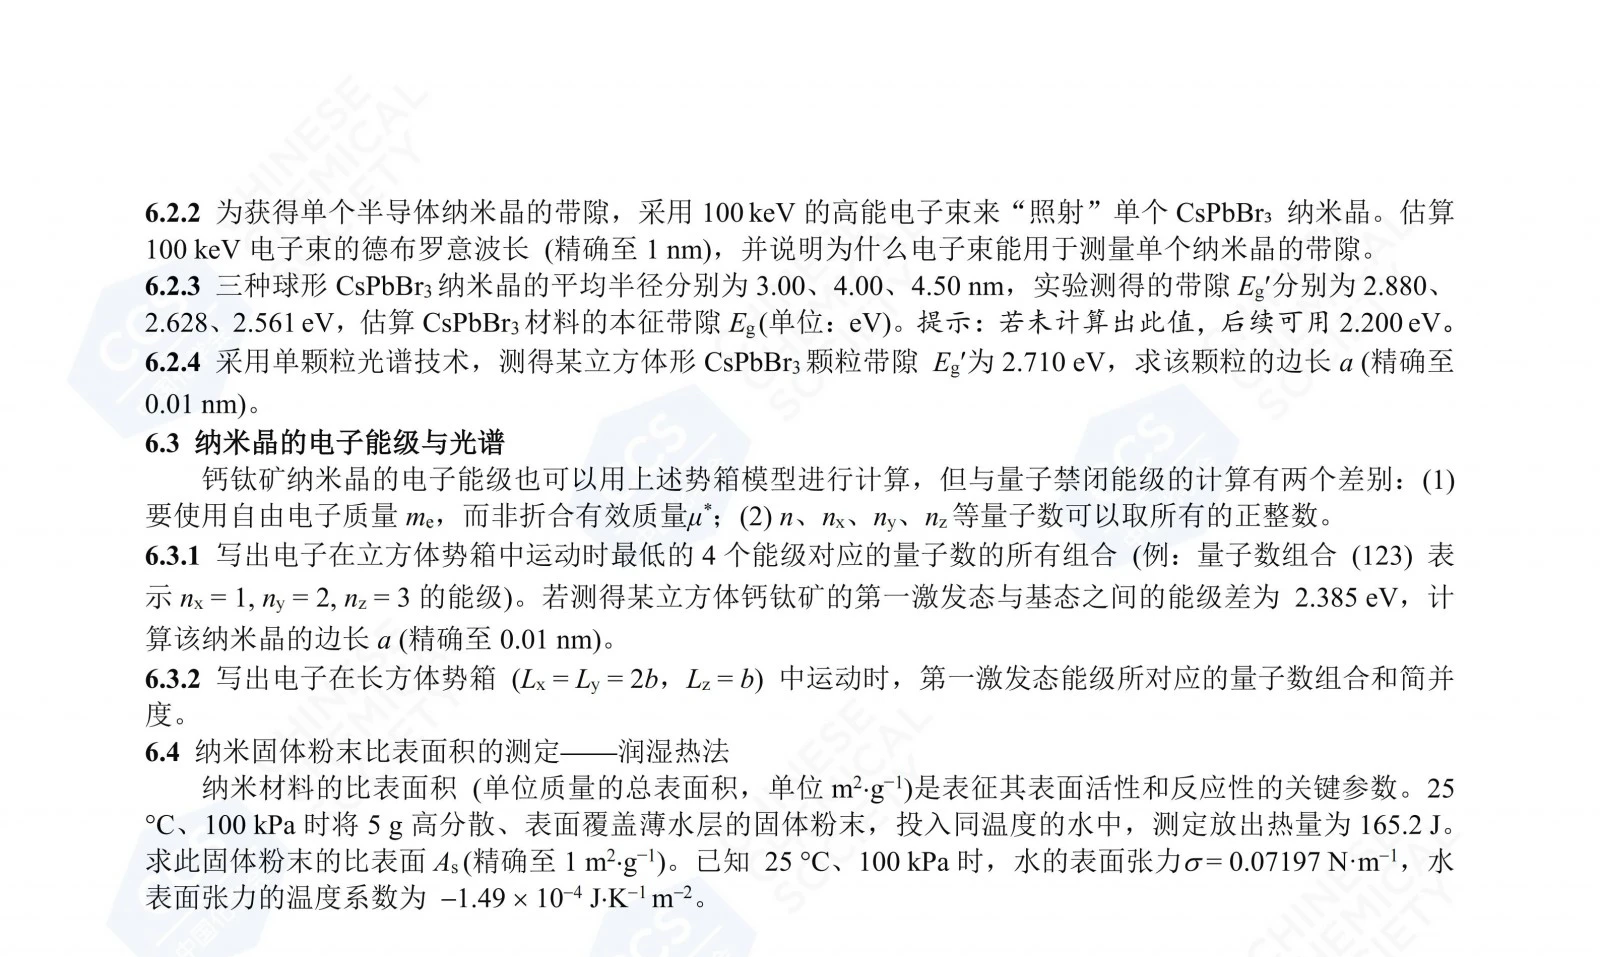 6.2.2 为获得单个半导体纳米晶的带隙，采用 100 keV 的高能电子束来“照射”单个 CsPbBr₃ 纳米晶。估算
100 keV 电子束的德布罗意波长 (精确至 1 nm)，并说明为什么电子束能用于测量单个纳米晶的带隙。
6.2.3 三种球形 CsPbBr₃ 纳米晶的平均半径分别为 3.00、4.00、4.50 nm，实验测得的带隙 Eg′分别为 2.880、
2.628、2.561 eV，估算 CsPbBr₃ 材料的本征带隙 Eg (单位：eV)。提示：若未计算出此值，后续可用 2.200 eV。
6.2.4 采用单颗粒光谱技术，测得某立方体形 CsPbBr₃ 颗粒带隙 Eg′为 2.710 eV，求该颗粒的边长 a (精确至
0.01 nm)。
6.3 纳米晶的电子能级与光谱
钙钛矿纳米晶的电子能级也可以用上述势箱模型进行计算，但与量子禁闭能级的计算有两个差别：(1)
要使用自由电子质量 mₑ，而非折合有效质量μ*；(2) n、nx、ny、nz 等量子数可以取所有的正整数。
6.3.1 写出电子在立方体势箱中运动时最低的 4 个能级对应的量子数的所有组合 (例：量子数组合 (123) 表
示 nx = 1, ny = 2, nz = 3 的能级)。若测得某立方体钙钛矿的第一激发态与基态之间的能级差为 2.385 eV，计
算该纳米晶的边长 a (精确至 0.01 nm)。
6.3.2 写出电子在长方体势箱 (Lx = Ly = 2b，Lz = b) 中运动时，第一激发态能级所对应的量子数组合和简并
度。
6.4 纳米固体粉末比表面积的测定——润湿热法
纳米材料的比表面积 (单位质量的总表面积，单位 m²·g⁻¹)是表征其表面活性和反应性的关键参数。25
°C、100 kPa 时将 5 g 高分散、表面覆盖薄水层的固体粉末，投入同温度的水中，测定放出热量为 165.2 J。
求此固体粉末的比表面 As (精确至 1 m²·g⁻¹)。已知 25 °C、100 kPa 时，水的表面张力σ = 0.07197 N·m⁻¹，水
表面张力的温度系数为 −1.49 × 10⁻⁴ J·K⁻¹ m⁻²。